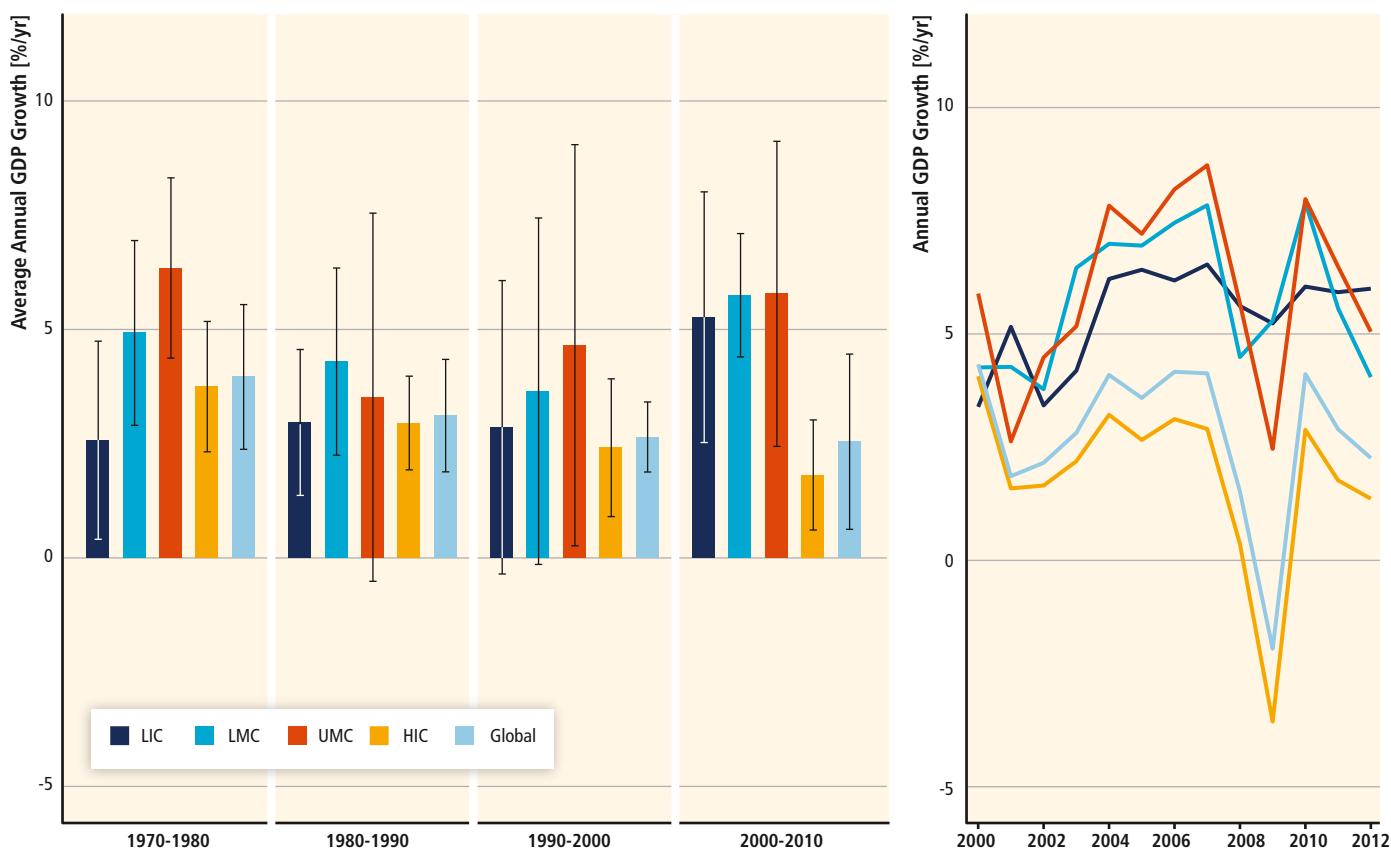 Average Annual GDP Growth [%/yr]
10
5
0
-5
LIC LMC UMC HIC Global
1970-1980 1980-1990 1990-2000 2000-2010
Annual GDP Growth [%/yr]
10
5
0
-5
2000 2002 2004 2006 2008 2010 2012